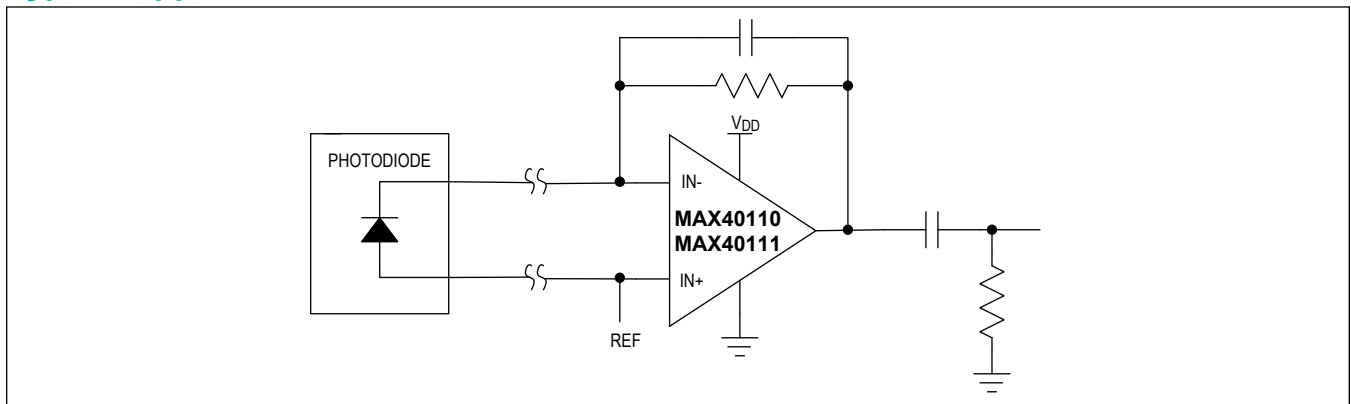 V_DD
PHOTODIODE
IN-
MAX40110
MAX40111
IN+
REF